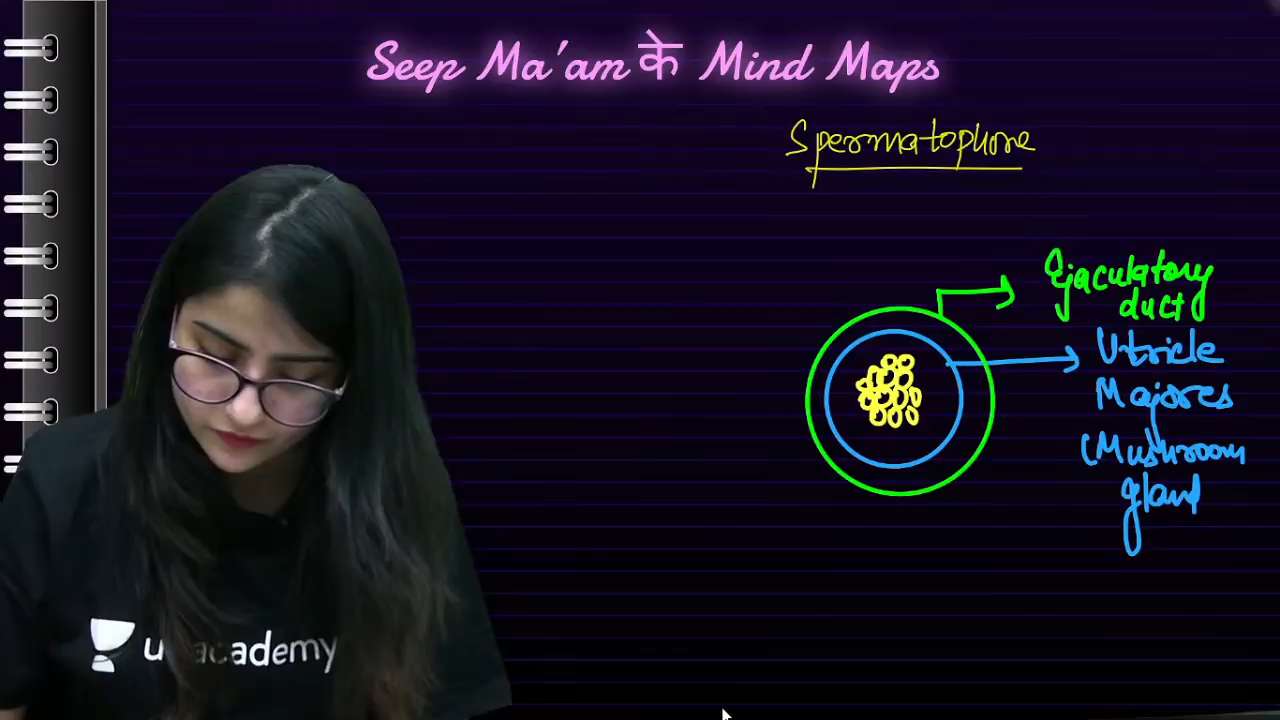 Seep Ma'am के Mind Maps
Spermatophore
Ejaculatory
duct
Utricle
Majores
(Mushroom
gland
unacademy